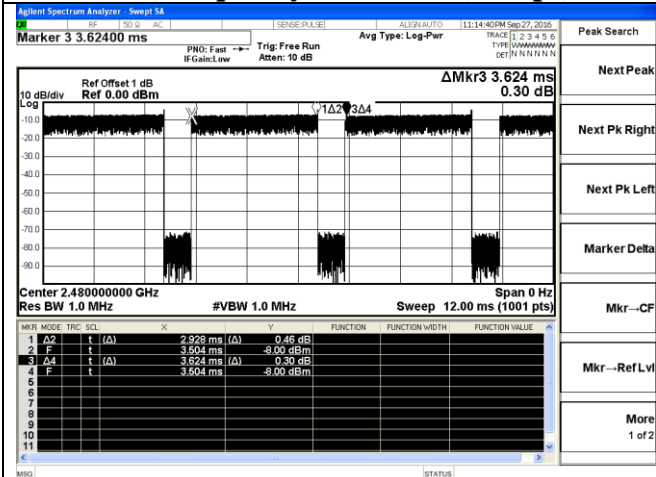 Agilent Spectrum Analyzer - Swept SA
RF 50 Ω AC SENSE:PULSE ALIGN AUTO 11:14:40PM Sep 27, 2016
Marker 3 3.62400 ms
PNO: Fast
IFGain:Low
Trig: Free Run
Atten: 10 dB
Avg Type: Log-Pwr
TRACE 1 2 3 4 5 6
TYPE WWWWWW
DET N N N N N N
Ref Offset 1 dB
10 dB/div Ref 0.00 dBm
ΔMkr3 3.624 ms
0.30 dB
Log
1Δ2 3Δ4
-10.0
-20.0
-30.0
-40.0
-50.0
-60.0
-70.0
-80.0
-90.0
Center 2.480000000 GHz Span 0 Hz
Res BW 1.0 MHz #VBW 1.0 MHz Sweep 12.00 ms (1001 pts)
MKR MODE TRC SCL X Y FUNCTION FUNCTION WIDTH FUNCTION VALUE
1 Δ2 t (Δ) 2.928 ms (Δ) 0.46 dB
2 F t 3.504 ms -8.00 dBm
3 Δ4 t (Δ) 3.624 ms (Δ) 0.30 dB
4 F t 3.504 ms -8.00 dBm
5
6
7
8
9
10
11
MSG STATUS
Peak Search
Next Peak
Next Pk Right
Next Pk Left
Marker Delta
Mkr→CF
Mkr→Ref Lvl
More
1 of 2